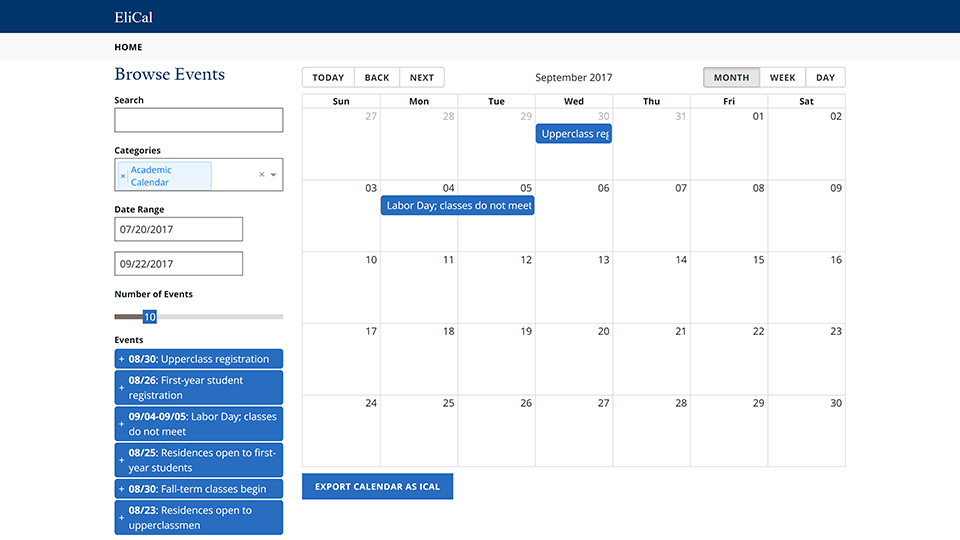 EliCal
HOME
Browse Events
Search
Categories
× Academic
Calendar
×
Date Range
07/20/2017
09/22/2017
Number of Events
10
Events
+ 08/30: Upperclass registration
+ 08/26: First-year student
registration
+ 09/04-09/05: Labor Day; classes
do not meet
+ 08/25: Residences open to first-
year students
+ 08/30: Fall-term classes begin
+ 08/23: Residences open to
upperclassmen
TODAY BACK NEXT
September 2017
MONTH WEEK DAY
Sun Mon Tue Wed Thu Fri Sat
27 28 29 30 31 01 02
Upperclass reg
03 04 05 06 07 08 09
Labor Day; classes do not meet
10 11 12 13 14 15 16
17 18 19 20 21 22 23
24 25 26 27 28 29 30
EXPORT CALENDAR AS ICAL